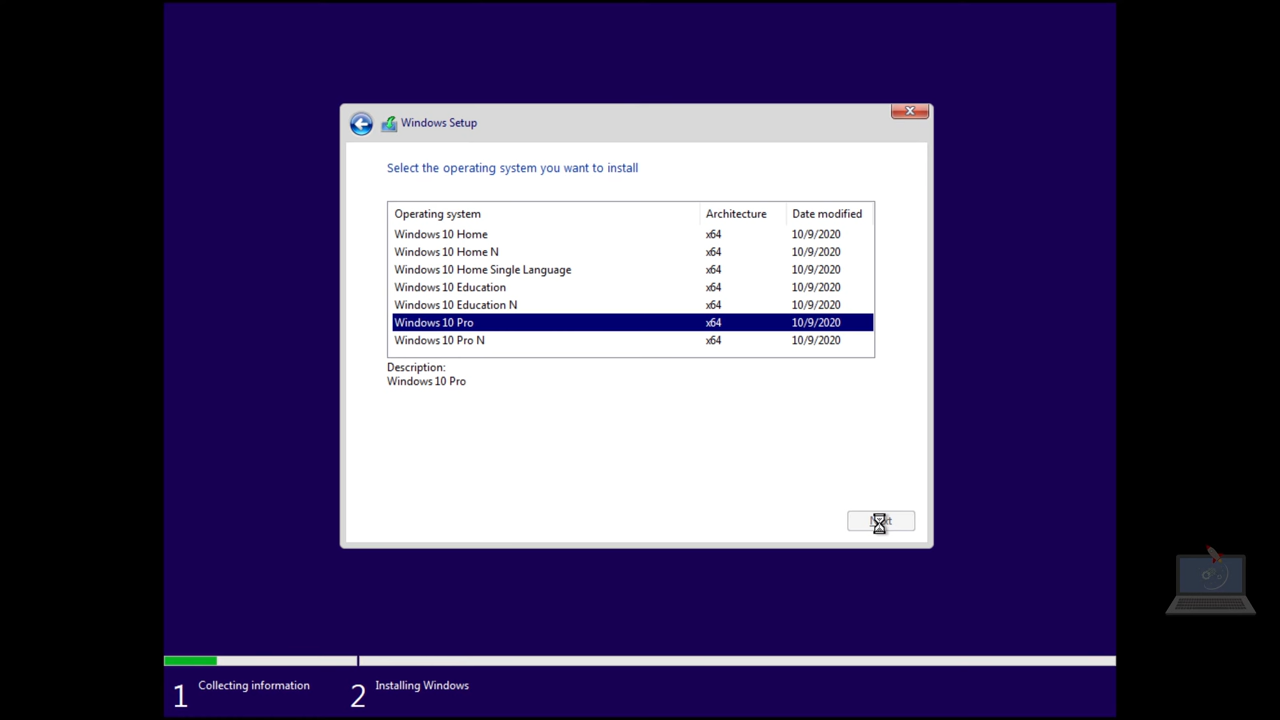 Windows Setup
Select the operating system you want to install
Operating system Architecture Date modified
Windows 10 Home x64 10/9/2020
Windows 10 Home N x64 10/9/2020
Windows 10 Home Single Language x64 10/9/2020
Windows 10 Education x64 10/9/2020
Windows 10 Education N x64 10/9/2020
Windows 10 Pro x64 10/9/2020
Windows 10 Pro N x64 10/9/2020
Description:
Windows 10 Pro
1 Collecting information 2 Installing Windows